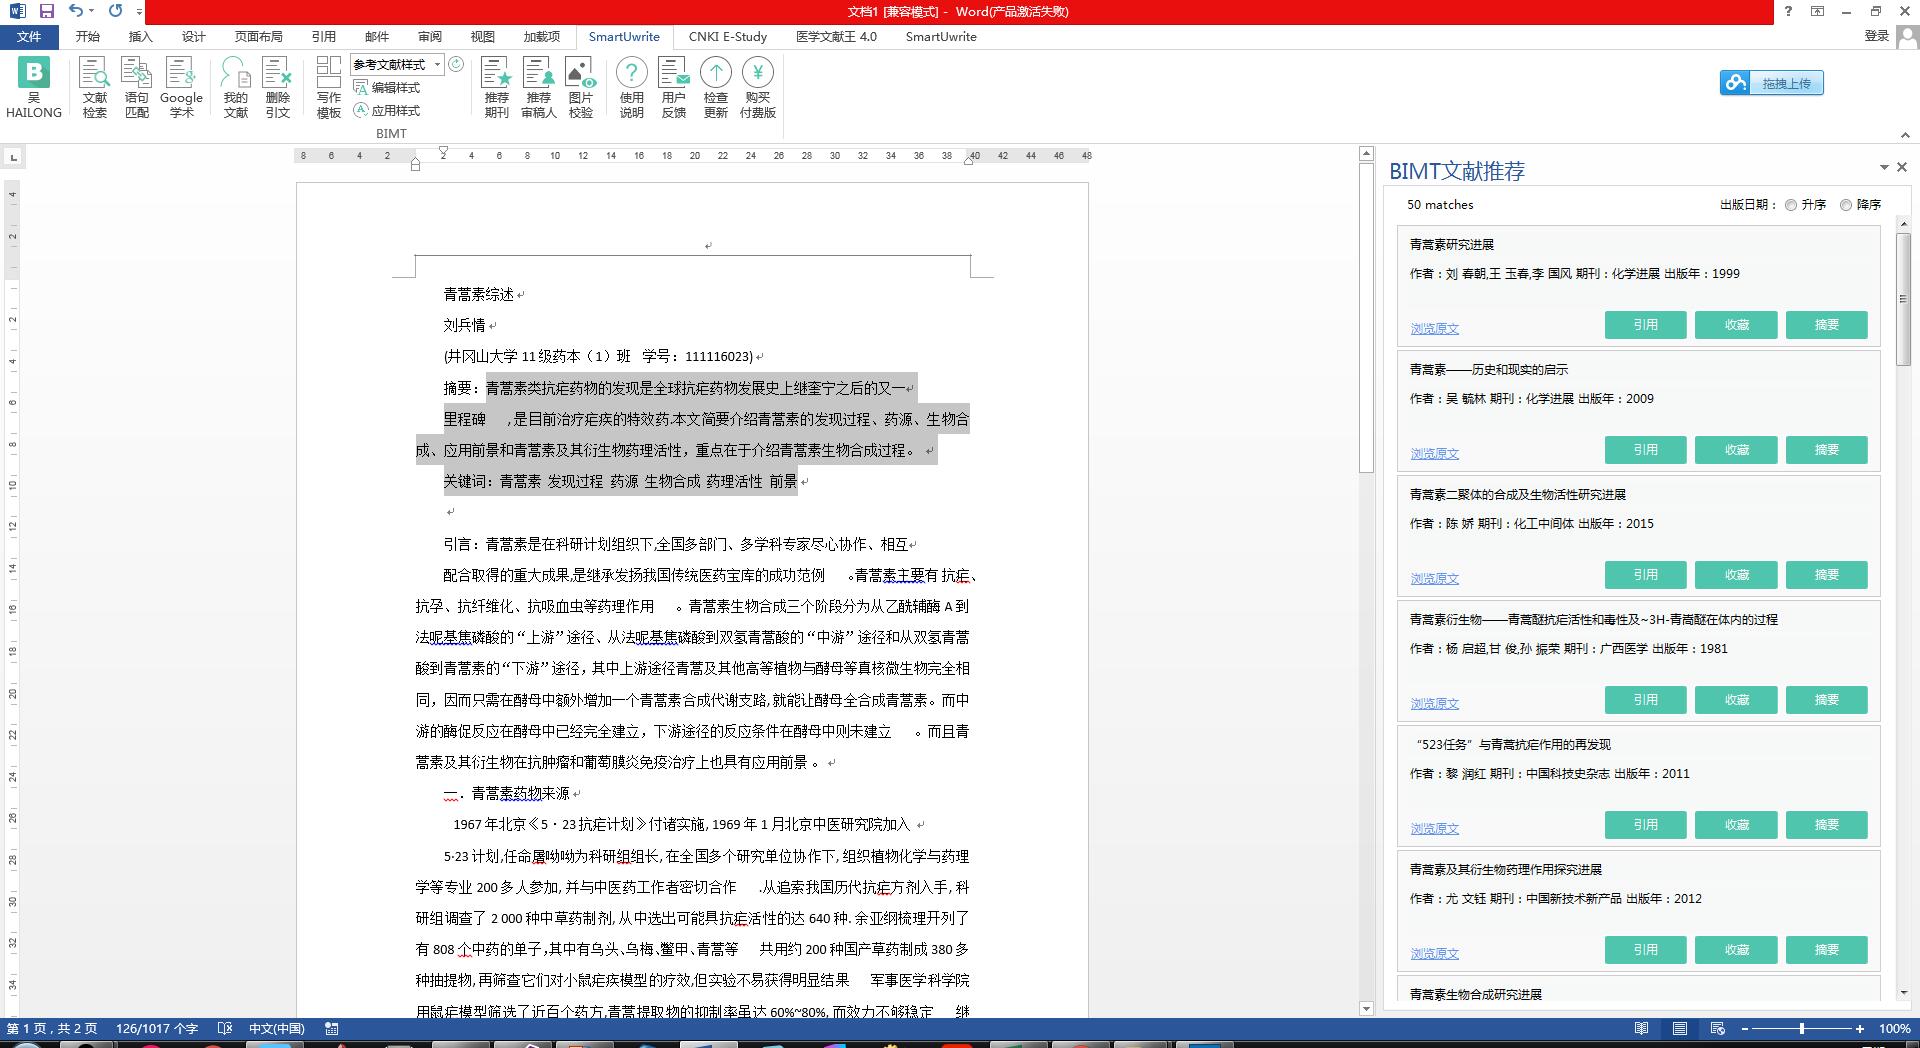 文档1 [兼容模式] - Word(产品激活失败)
文件 开始 插入 设计 页面布局 引用 邮件 审阅 视图 加载项 SmartUwrite CNKI E-Study 医学文献王 4.0 SmartUwrite 登录
吴 HAILONG
文献检索
语句匹配
Google 学术
我的文献
删除引文
写作模板
参考文献样式
编辑样式
应用样式
推荐期刊
推荐审稿人
图片校验
使用说明
用户反馈
检查更新
购买付费版
BIMT
拖拽上传
8 6 4 2 2 4 6 8 10 12 14 16 18 20 22 24 26 28 30 32 34 36 38 40 42 44 46 48
青蒿素综述
刘兵情
(井冈山大学 11 级药本（1）班 学号：111116023)
摘要：青蒿素类抗疟药物的发现是全球抗疟药物发展史上继奎宁之后的又一
里程碑 ,是目前治疗疟疾的特效药.本文简要介绍青蒿素的发现过程、药源、生物合
成、应用前景和青蒿素及其衍生物药理活性，重点在于介绍青蒿素生物合成过程。
关键词：青蒿素 发现过程 药源 生物合成 药理活性 前景
引言：青蒿素是在科研计划组织下,全国多部门、多学科专家尽心协作、相互
配合取得的重大成果,是继承发扬我国传统医药宝库的成功范例 。青蒿素主要有抗疟、
抗孕、抗纤维化、抗吸血虫等药理作用 。青蒿素生物合成三个阶段分为从乙酰辅酶 A 到
法呢基焦磷酸的“上游”途径、从法呢基焦磷酸到双氢青蒿酸的“中游”途径和从双氢青蒿
酸到青蒿素的“下游”途径，其中上游途径青蒿及其他高等植物与酵母等真核微生物完全相
同，因而只需在酵母中额外增加一个青蒿素合成代谢支路,就能让酵母全合成青蒿素。而中
游的酶促反应在酵母中已经完全建立，下游途径的反应条件在酵母中则未建立 。而且青
蒿素及其衍生物在抗肿瘤和葡萄膜炎免疫治疗上也具有应用前景 。
一．青蒿素药物来源
1967 年北京《5·23 抗疟计划》付诸实施, 1969 年 1 月北京中医研究院加入
5·23 计划,任命屠呦呦为科研组组长,在全国多个研究单位协作下,组织植物化学与药理
学等专业 200 多人参加,并与中医药工作者密切合作 .从追索我国历代抗疟方剂入手,科
研组调查了 2 000 种中草药制剂,从中选出可能具抗疟活性的达 640 种. 余亚纲梳理开列了
有 808 个中药的单子,其中有乌头、乌梅、鳖甲、青蒿等 共用约 200 种国产草药制成 380 多
种抽提物,再筛查它们对小鼠疟疾模型的疗效,但实验不易获得明显结果 军事医学科学院
用鼠疟模型筛选了近百个药方,青蒿提取物的抑制率虽达 60%~80%,而效力不够稳定 继
BIMT文献推荐
50 matches 出版日期： 升序 降序
青蒿素研究进展
作者：刘 春朝,王 玉春,李 国风 期刊：化学进展 出版年：1999
浏览原文 引用 收藏 摘要
青蒿素——历史和现实的启示
作者：吴 毓林 期刊：化学进展 出版年：2009
浏览原文 引用 收藏 摘要
青蒿素二聚体的合成及生物活性研究进展
作者：陈 娇 期刊：化工中间体 出版年：2015
浏览原文 引用 收藏 摘要
青蒿素衍生物——青蒿醚抗疟活性和毒性及~3H-青嵩醚在体内的过程
作者：杨 启超,甘 俊,孙 振荣 期刊：广西医学 出版年：1981
浏览原文 引用 收藏 摘要
“523任务”与青蒿抗疟作用的再发现
作者：黎 润红 期刊：中国科技史杂志 出版年：2011
浏览原文 引用 收藏 摘要
青蒿素及其衍生物药理作用探究进展
作者：尤 文钰 期刊：中国新技术新产品 出版年：2012
浏览原文 引用 收藏 摘要
青蒿素生物合成研究进展
第 1 页 , 共 2 页 126/1017 个字 中文(中国) 100%